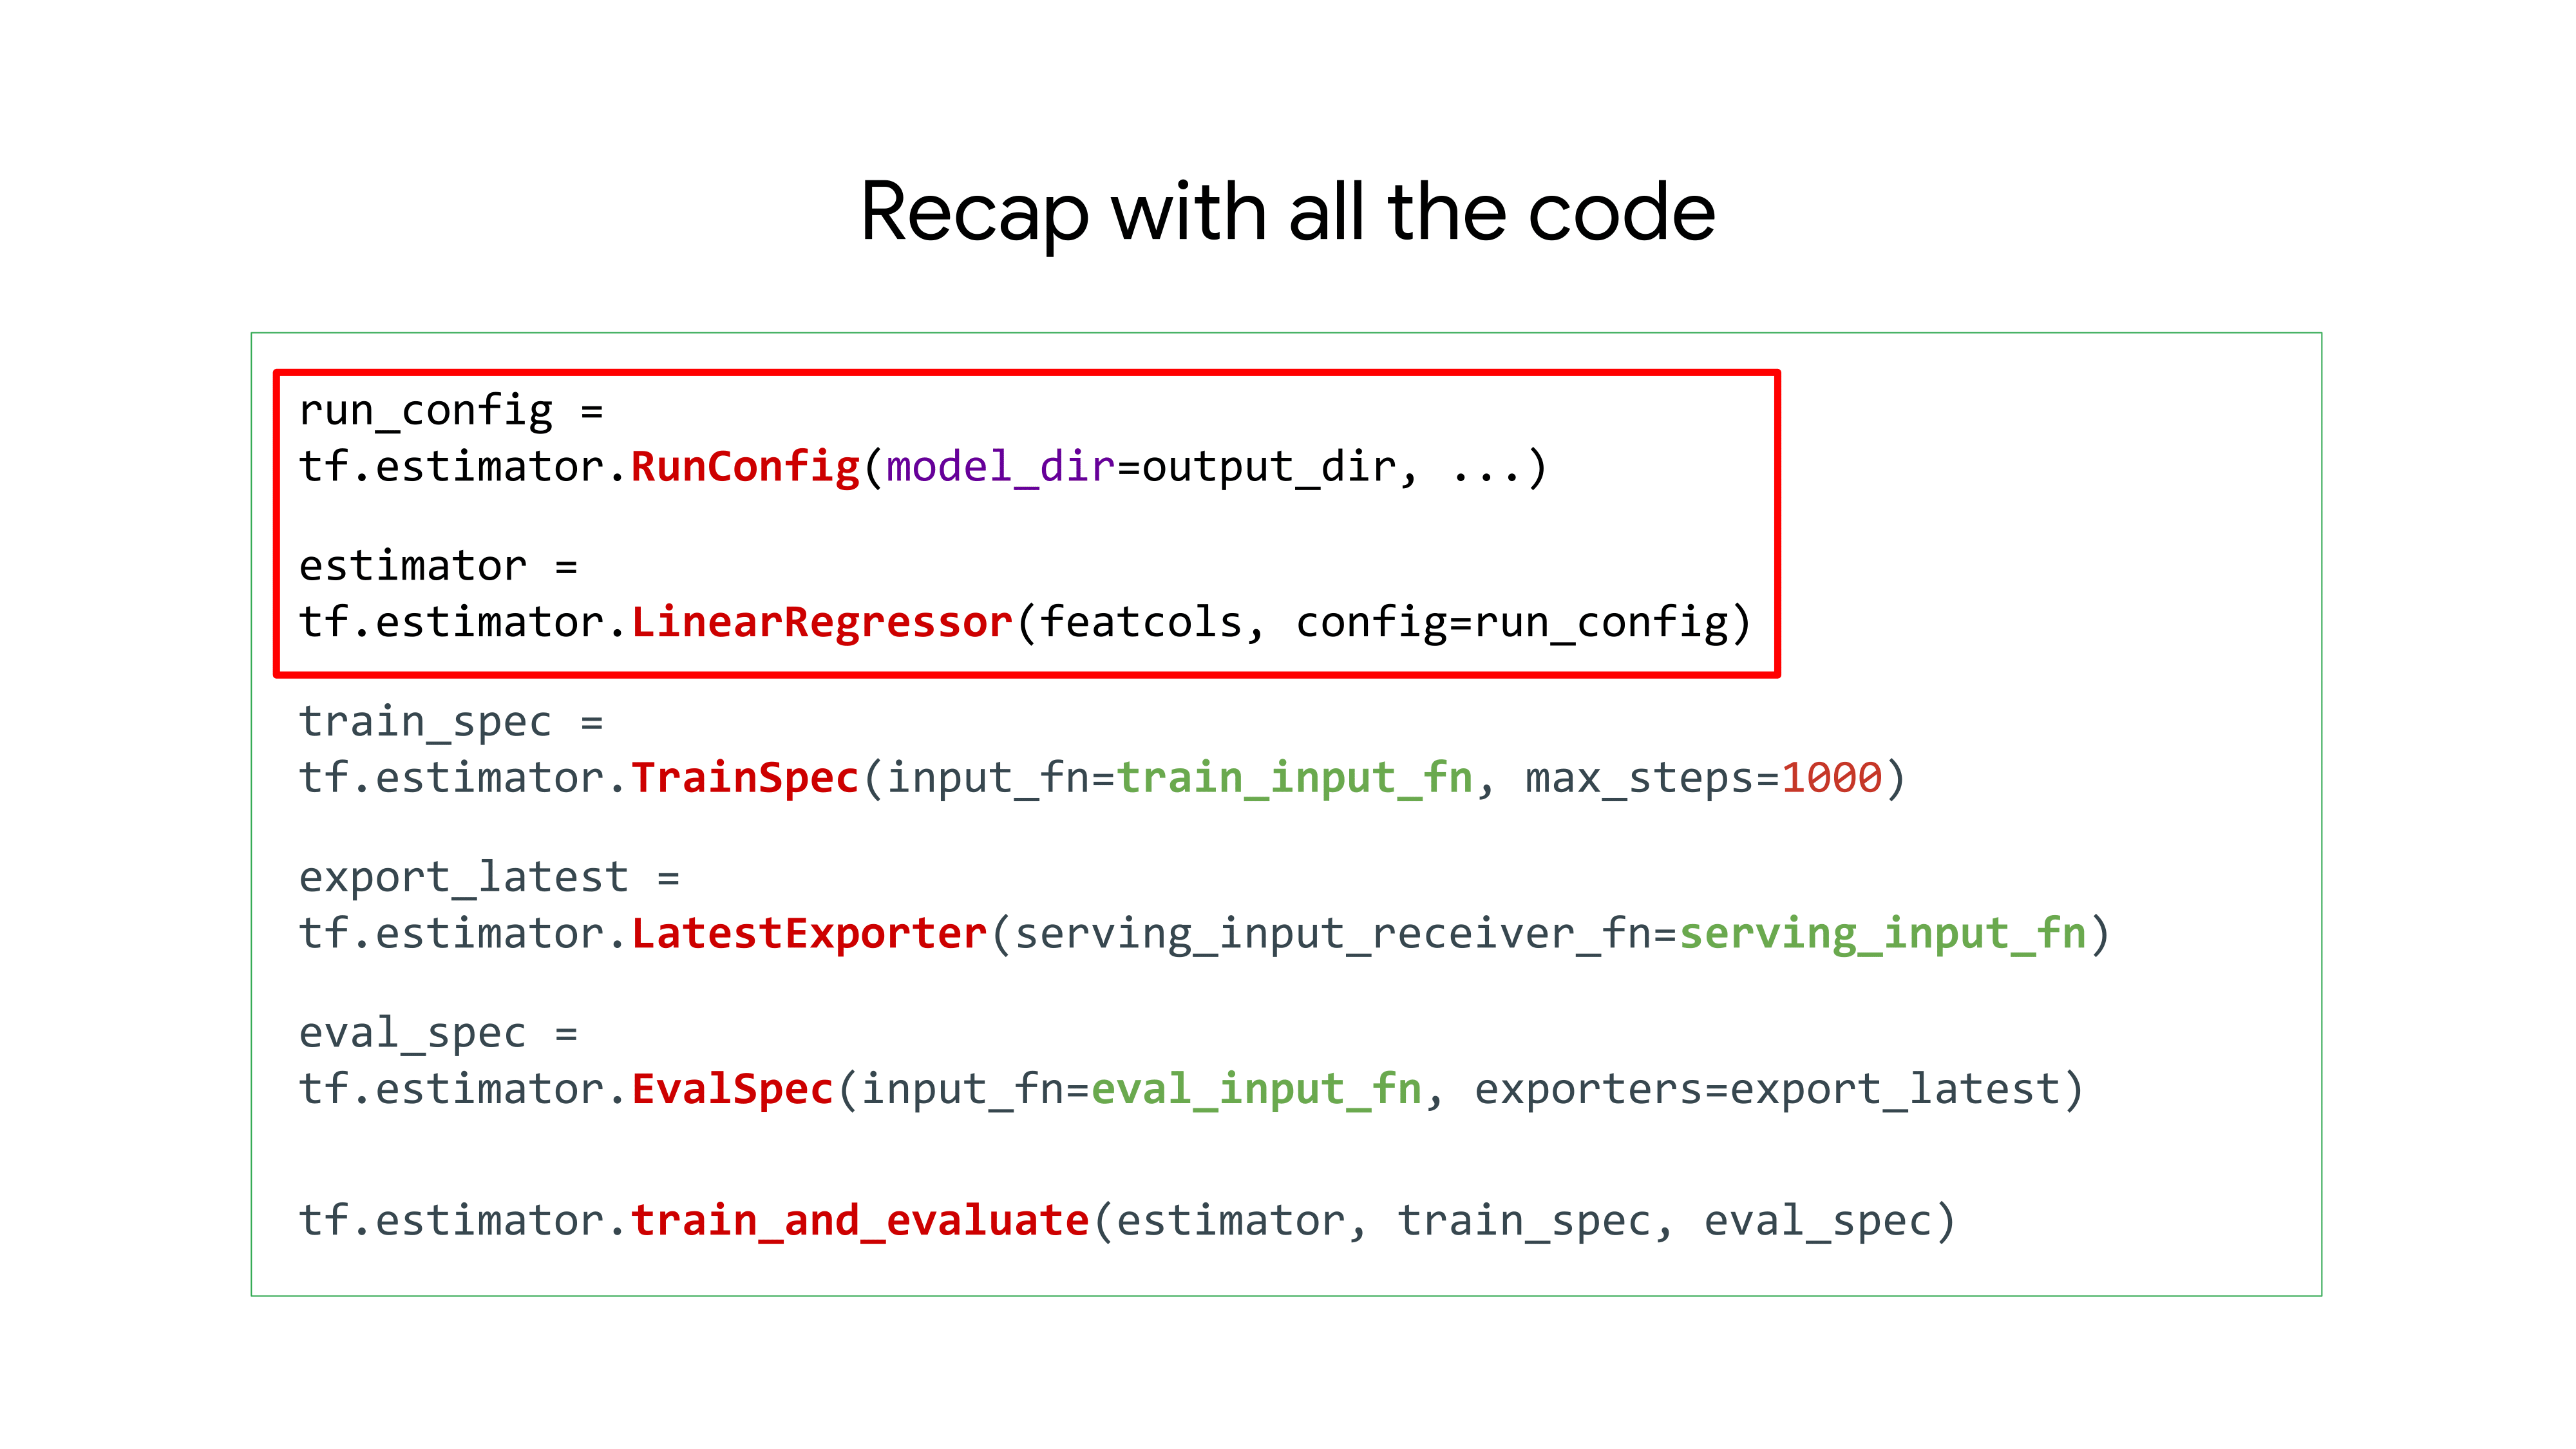 Recap with all the code
run_config =
tf.estimator.RunConfig(model_dir=output_dir, ...)
estimator =
tf.estimator.LinearRegressor(featcols, config=run_config)
train_spec =
tf.estimator.TrainSpec(input_fn=train_input_fn, max_steps=1000)
export_latest =
tf.estimator.LatestExporter(serving_input_receiver_fn=serving_input_fn)
eval_spec =
tf.estimator.EvalSpec(input_fn=eval_input_fn, exporters=export_latest)
tf.estimator.train_and_evaluate(estimator, train_spec, eval_spec)